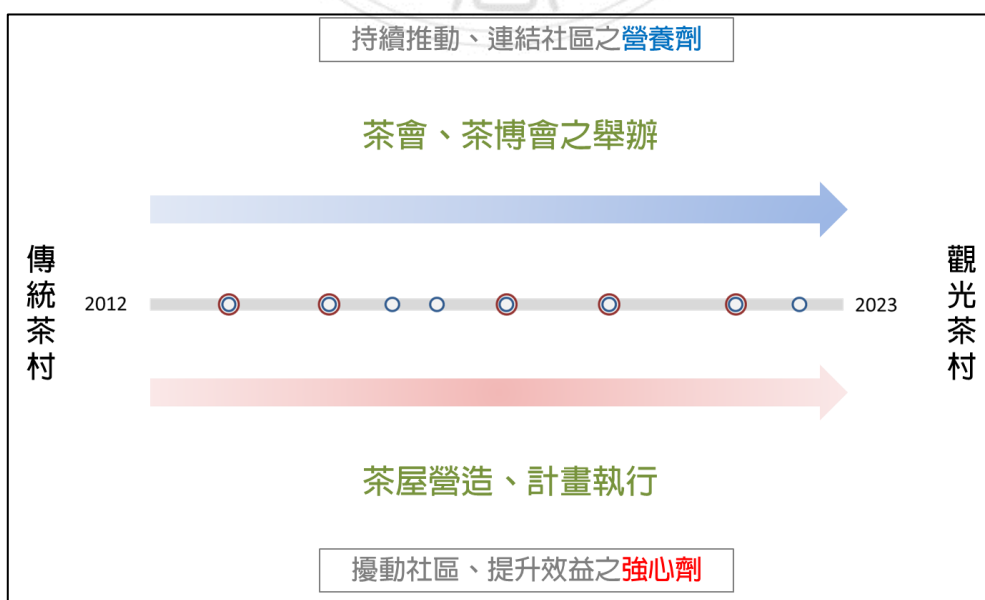 持續推動、連結社區之營養劑
茶會、茶博會之舉辦
傳統茶村
2012
2023
觀光茶村
茶屋營造、計畫執行
擾動社區、提升效益之強心劑